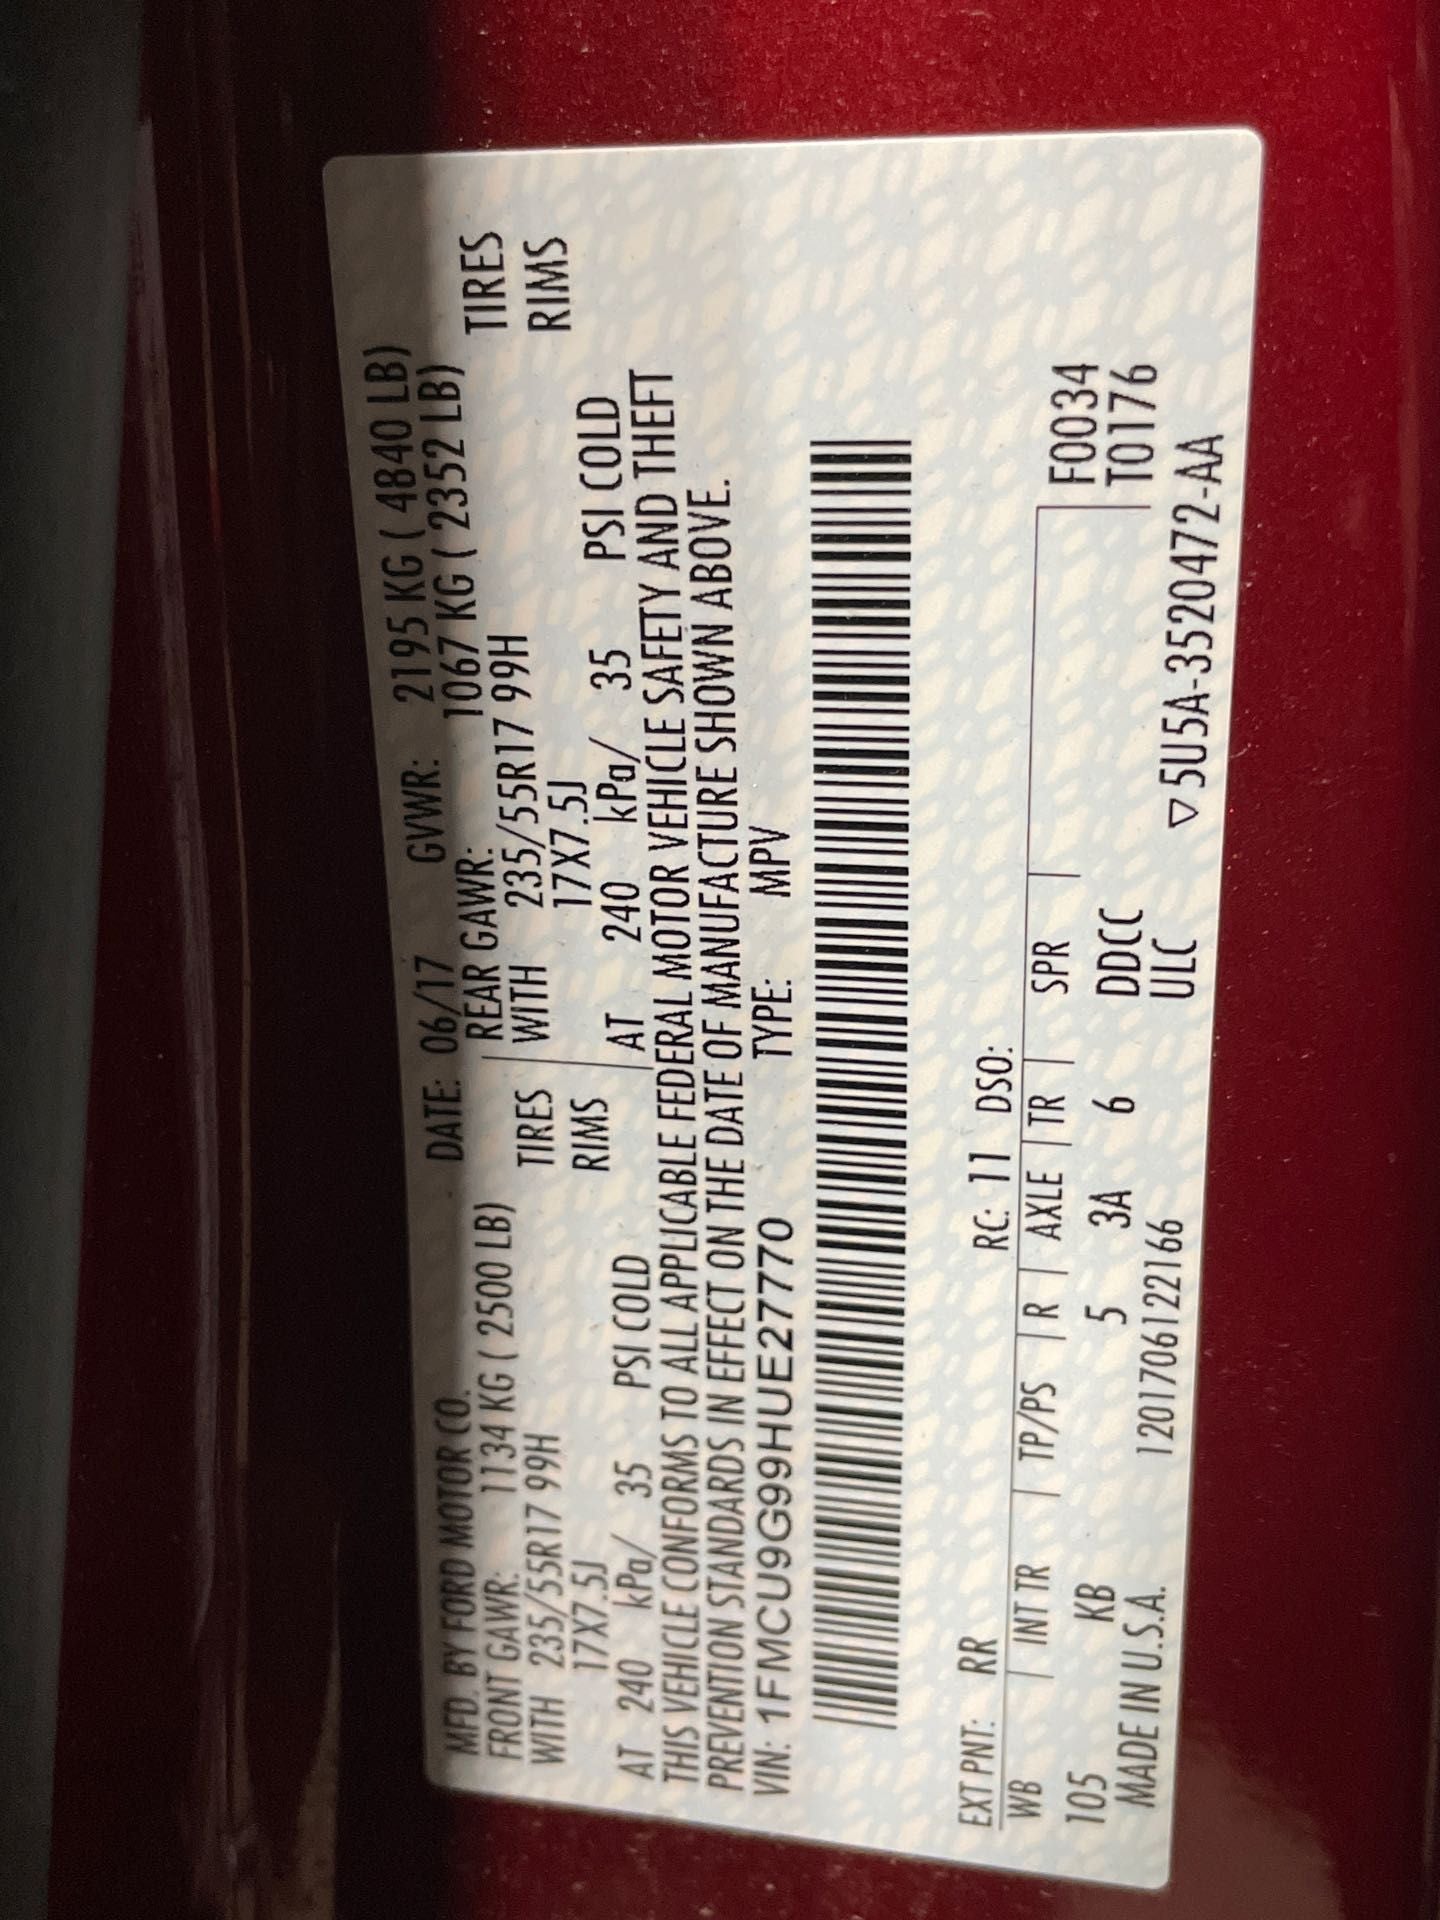 MFD. BY FORD MOTOR CO. DATE: 06/17 GVWR: 2195 KG ( 4840 LB)
FRONT GAWR: 1134 KG ( 2500 LB) REAR GAWR: 1067 KG ( 2352 LB)
WITH 235/55R17 99H TIRES WITH 235/55R17 99H TIRES
17X7.5J RIMS 17X7.5J RIMS
AT 240 kPa/ 35 PSI COLD AT 240 kPa/ 35 PSI COLD
THIS VEHICLE CONFORMS TO ALL APPLICABLE FEDERAL MOTOR VEHICLE SAFETY AND THEFT
PREVENTION STANDARDS IN EFFECT ON THE DATE OF MANUFACTURE SHOWN ABOVE.
VIN: 1FMCU9G99HUE27770 TYPE: MPV
EXT PNT: RR RC: 11 DSO:
WB | INT TR | TP/PS | R | AXLE | TR | SPR | F0034
105 KB 5 3A 6 DDCC T0176
MADE IN U.S.A. 120170612​2166 ULC
▽5U5A-3520472-AA